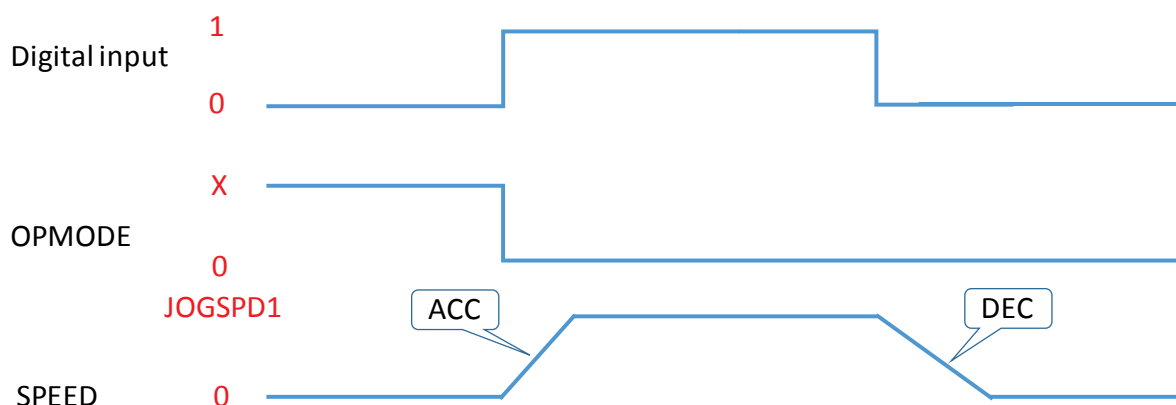 1
Digital input
0
X
OPMODE
0
JOGSPD1
ACC
DEC
SPEED
0